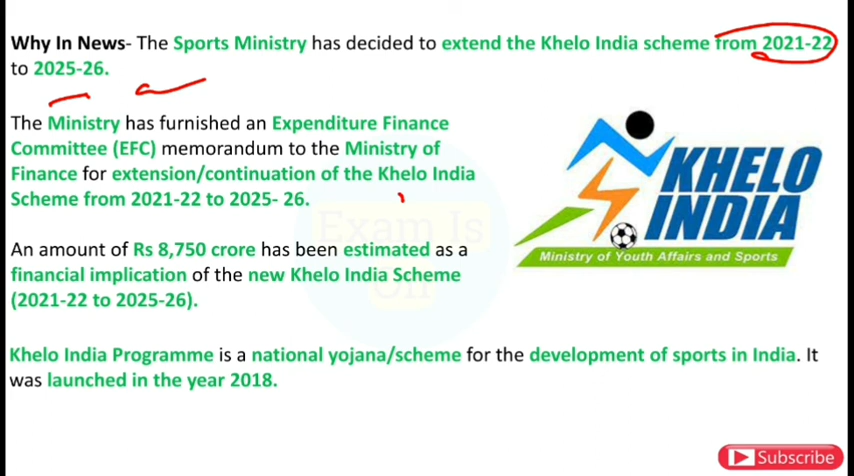 Why In News- The Sports Ministry has decided to extend the Khelo India scheme from 2021-22
to 2025-26.
The Ministry has furnished an Expenditure Finance
Committee (EFC) memorandum to the Ministry of
Finance for extension/continuation of the Khelo India
Scheme from 2021-22 to 2025- 26.
An amount of Rs 8,750 crore has been estimated as a
financial implication of the new Khelo India Scheme
(2021-22 to 2025-26).
Khelo India Programme is a national yojana/scheme for the development of sports in India. It
was launched in the year 2018.
KHELO
INDIA
Ministry of Youth Affairs and Sports
Exam Is
On
Subscribe